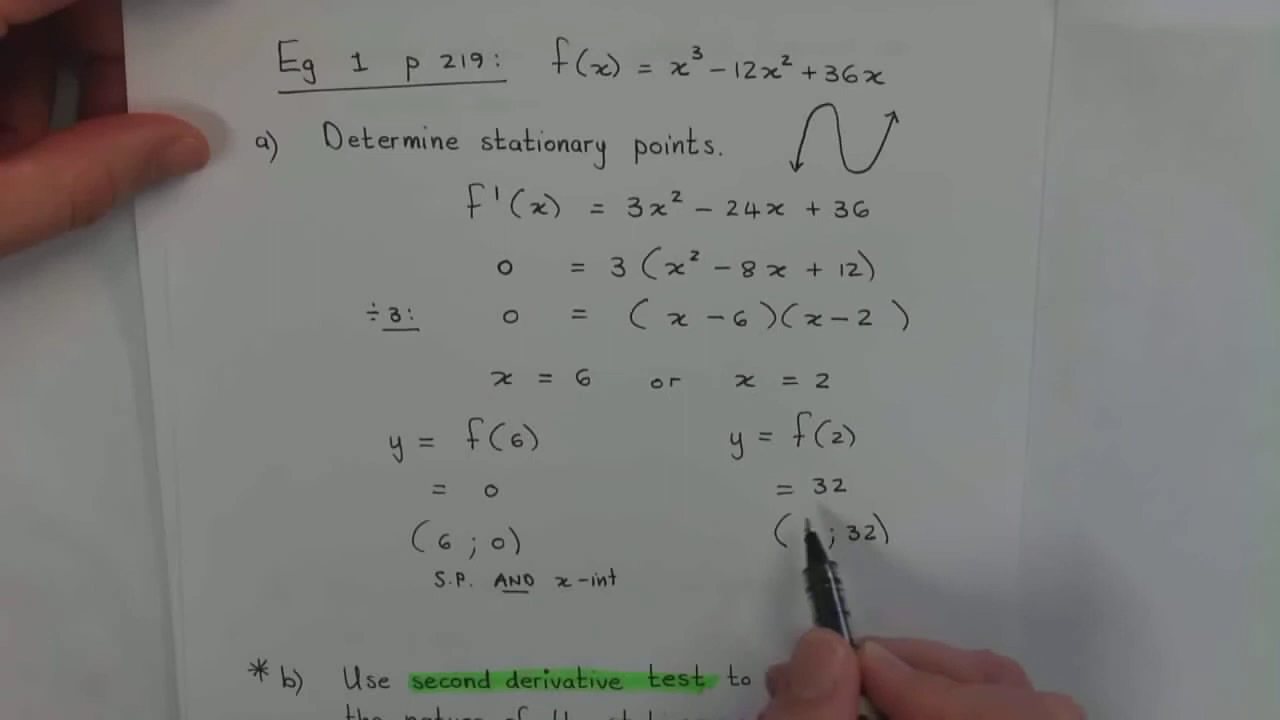 Eg 1 p 219: f(x) = x³ - 12x² + 36x
a) Determine stationary points.
f'(x) = 3x² - 24x + 36
0 = 3(x² - 8x + 12)
÷3: 0 = (x - 6)(x - 2)
x = 6 or x = 2
y = f(6) y = f(2)
= 0 = 32
(6 ; 0) ( ; 32)
S.P. AND x-int
* b) Use second derivative test to